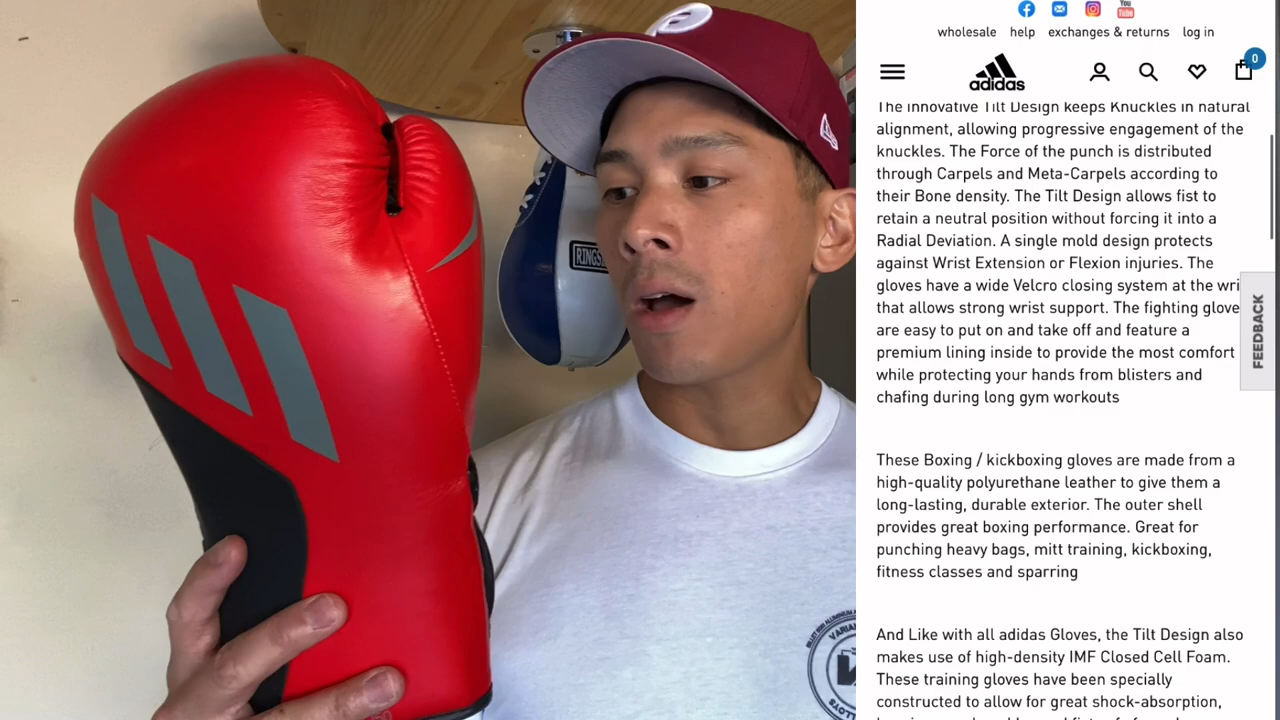 RINGS
VARIAN
LLOYS
You
Tube
wholesale help exchanges & returns log in
0
adidas
The Innovative Tilt Design keeps Knuckles in natural
alignment, allowing progressive engagement of the
knuckles. The Force of the punch is distributed
through Carpels and Meta-Carpels according to
their Bone density. The Tilt Design allows fist to
retain a neutral position without forcing it into a
Radial Deviation. A single mold design protects
against Wrist Extension or Flexion injuries. The
gloves have a wide Velcro closing system at the wri
that allows strong wrist support. The fighting glove
are easy to put on and take off and feature a
premium lining inside to provide the most comfort
while protecting your hands from blisters and
chafing during long gym workouts
FEEDBACK
These Boxing / kickboxing gloves are made from a
high-quality polyurethane leather to give them a
long-lasting, durable exterior. The outer shell
provides great boxing performance. Great for
punching heavy bags, mitt training, kickboxing,
fitness classes and sparring
And Like with all adidas Gloves, the Tilt Design also
makes use of high-density IMF Closed Cell Foam.
These training gloves have been specially
constructed to allow for great shock-absorption,